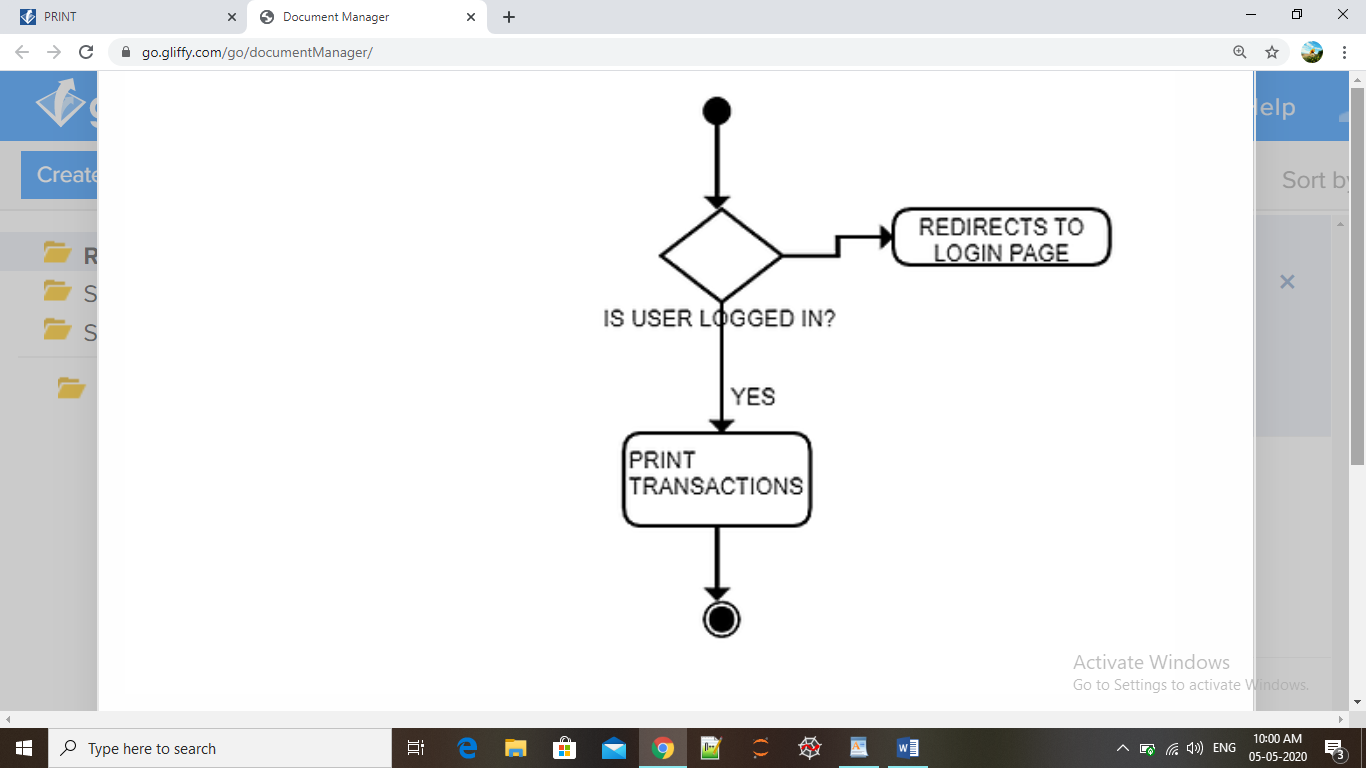 PRINT
Document Manager
go.gliffy.com/go/documentManager/
Create
Sort by
R
S
S
REDIRECTS TO
LOGIN PAGE
IS USER LOGGED IN?
YES
PRINT
TRANSACTIONS
Activate Windows
Go to Settings to activate Windows.
Type here to search
ENG
10:00 AM
05-05-2020
3